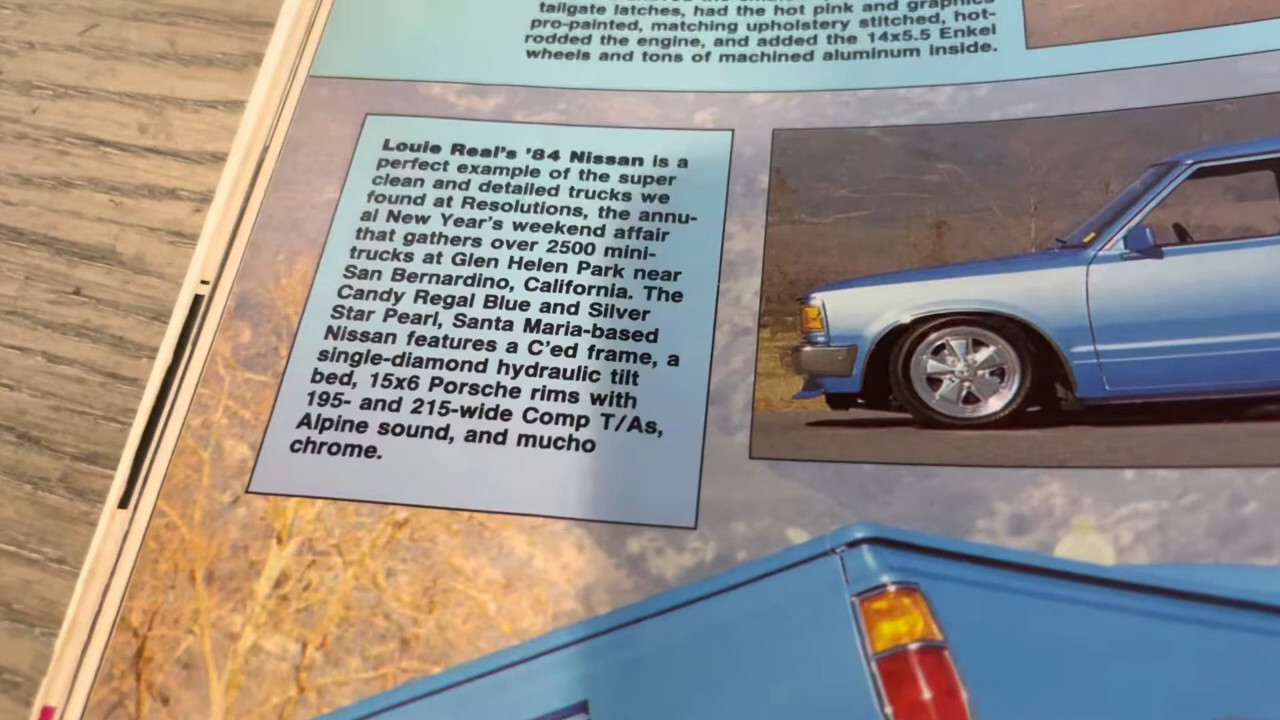 tailgate latches, had the hot pink and graphics
pro-painted, matching upholstery stitched, hot-
rodded the engine, and added the 14x5.5 Enkel
wheels and tons of machined aluminum inside.
Louie Real's '84 Nissan is a
perfect example of the super
clean and detailed trucks we
found at Resolutions, the annu-
al New Year's weekend affair
that gathers over 2500 mini-
trucks at Glen Helen Park near
San Bernardino, California. The
Candy Regal Blue and Silver
Star Pearl, Santa Maria-based
Nissan features a C'ed frame, a
single-diamond hydraulic tilt
bed, 15x6 Porsche rims with
195- and 215-wide Comp T/As,
Alpine sound, and mucho
chrome.